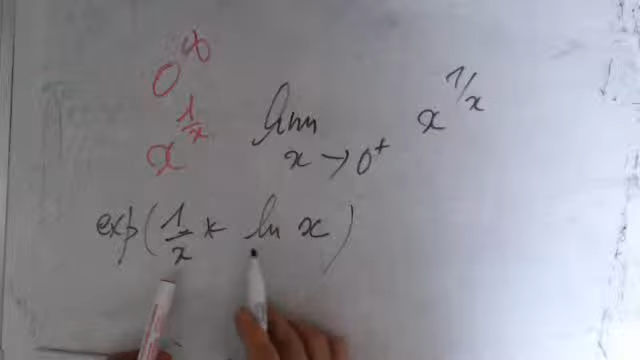 0^∞
x^{1/x} lim x→0+ x^{1/x}
exp(1/x * ln x)